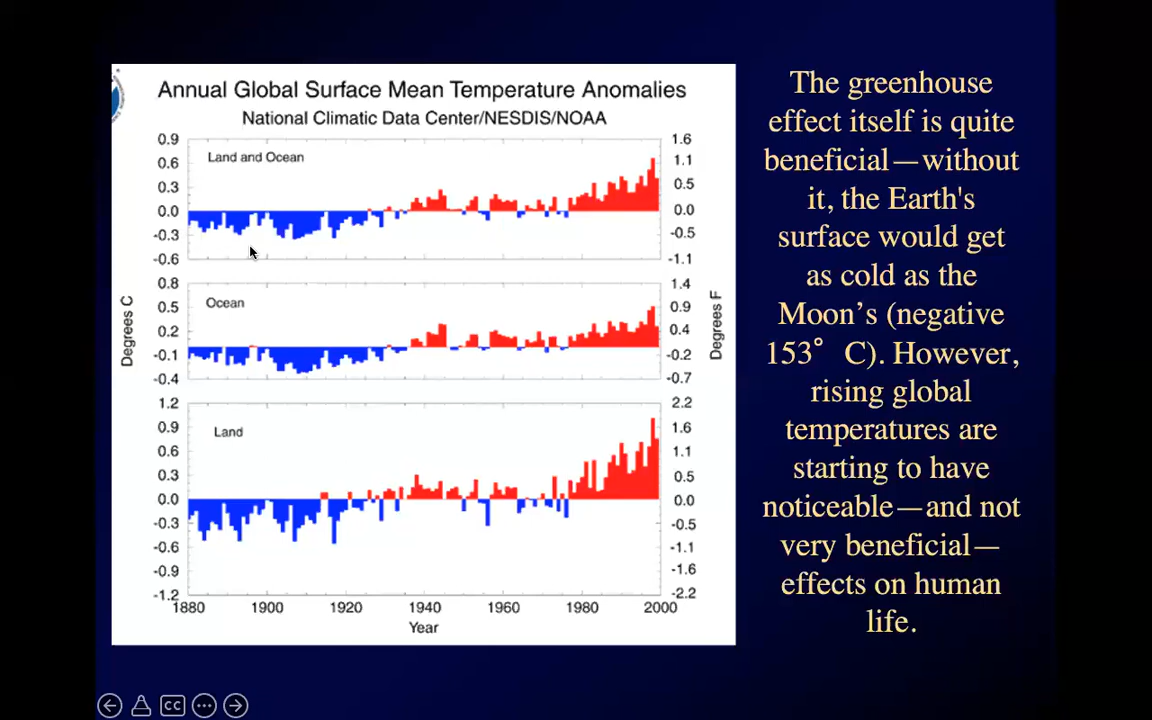 Annual Global Surface Mean Temperature Anomalies
National Climatic Data Center/NESDIS/NOAA
0.9 1.6
Land and Ocean
0.6 1.1
0.3 0.5
0.0 0.0
-0.3 -0.5
-0.6 -1.1
0.8 1.4
Ocean
0.5 0.9
0.2 0.4
-0.1 -0.2
-0.4 -0.7
Degrees C
Degrees F
1.2 2.2
0.9 1.6
Land
0.6 1.1
0.3 0.5
0.0 0.0
-0.3 -0.5
-0.6 -1.1
-0.9 -1.6
-1.2 -2.2
1880 1900 1920 1940 1960 1980 2000
Year
The greenhouse
effect itself is quite
beneficial—without
it, the Earth's
surface would get
as cold as the
Moon’s (negative
153° C). However,
rising global
temperatures are
starting to have
noticeable—and not
very beneficial—
effects on human
life.
CC